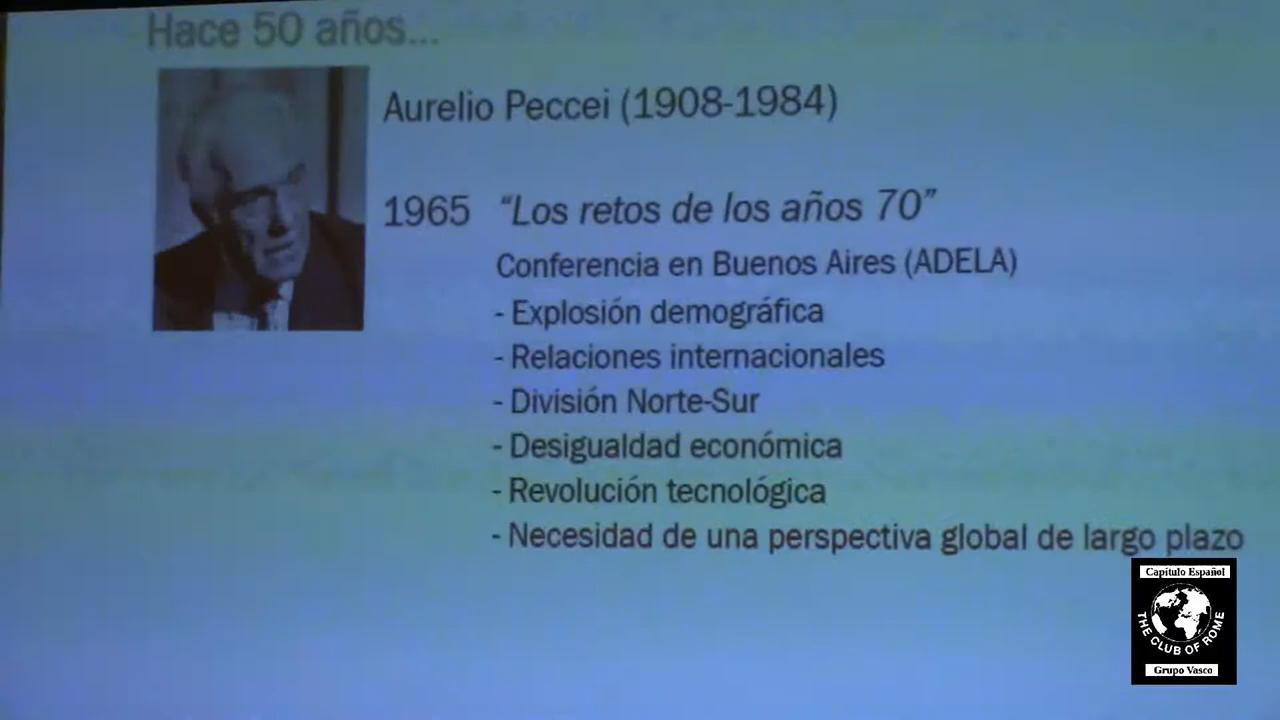 Hace 50 años...
Aurelio Peccei (1908-1984)
1965 “Los retos de los años 70”
Conferencia en Buenos Aires (ADELA)
- Explosión demográfica
- Relaciones internacionales
- División Norte-Sur
- Desigualdad económica
- Revolución tecnológica
- Necesidad de una perspectiva global de largo plazo
Capítulo Español
THE CLUB OF ROME
Grupo Vasco